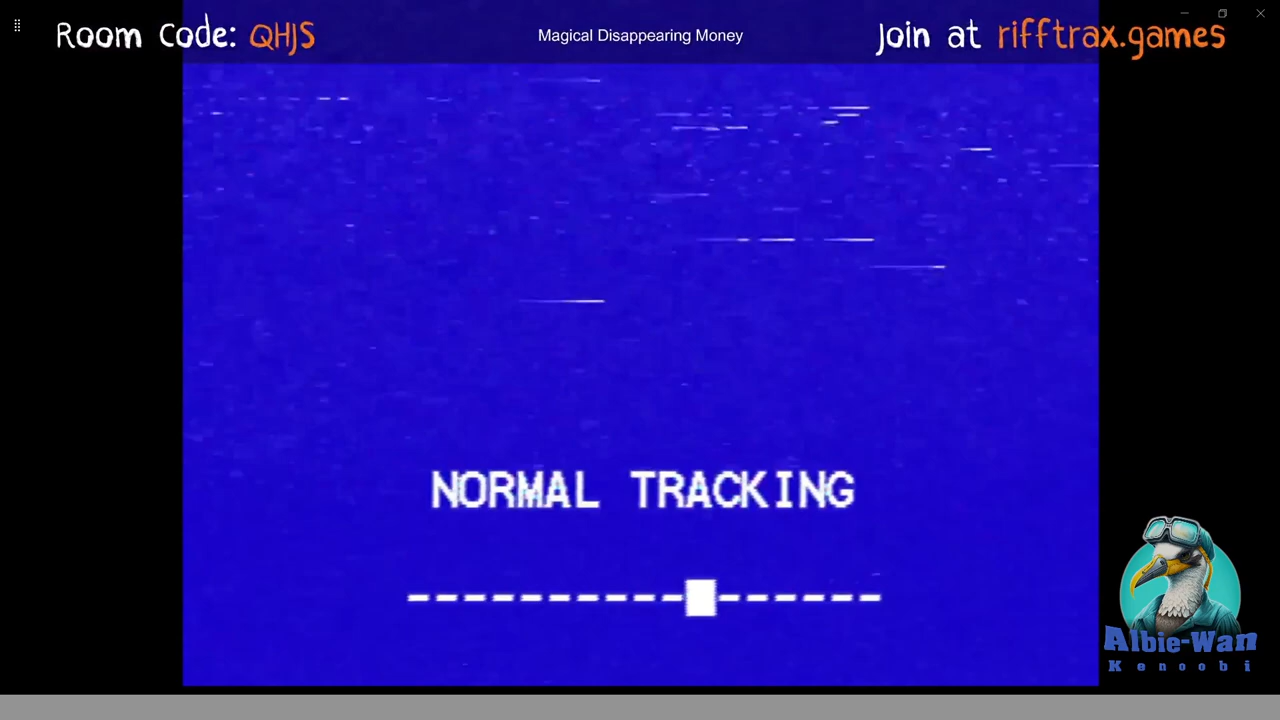 Room Code: QHJS
Magical Disappearing Money
Join at rifftrax.games
NORMAL TRACKING
Albie-Wan
Kenoobi